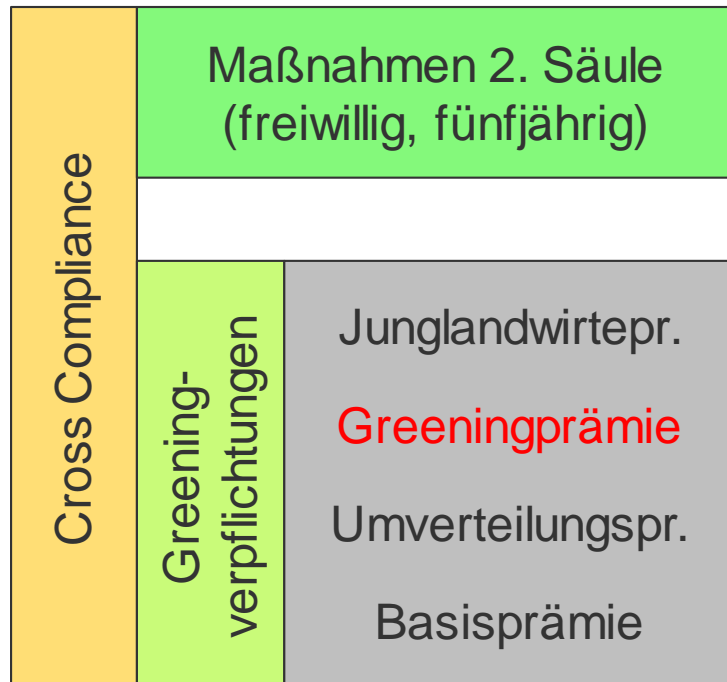 Maßnahmen 2. Säule
(freiwillig, fünfjährig)
Cross Compliance
Greening-
verpflichtungen
Junglandwirtepr.
Greeningprämie
Umverteilungspr.
Basisprämie